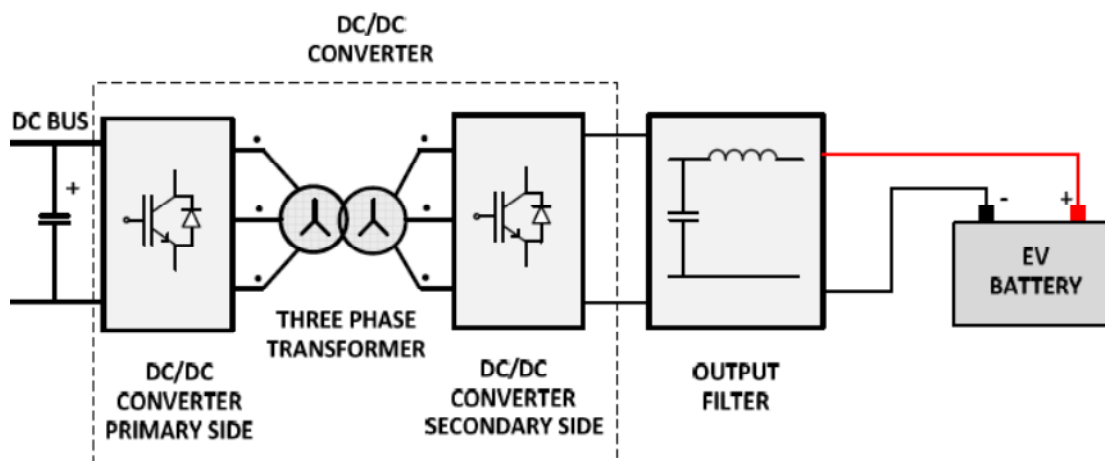 DC/DC
CONVERTER
DC BUS
+
- +
EV
BATTERY
THREE PHASE
TRANSFORMER
DC/DC
CONVERTER
PRIMARY SIDE
DC/DC
CONVERTER
SECONDARY SIDE
OUTPUT
FILTER